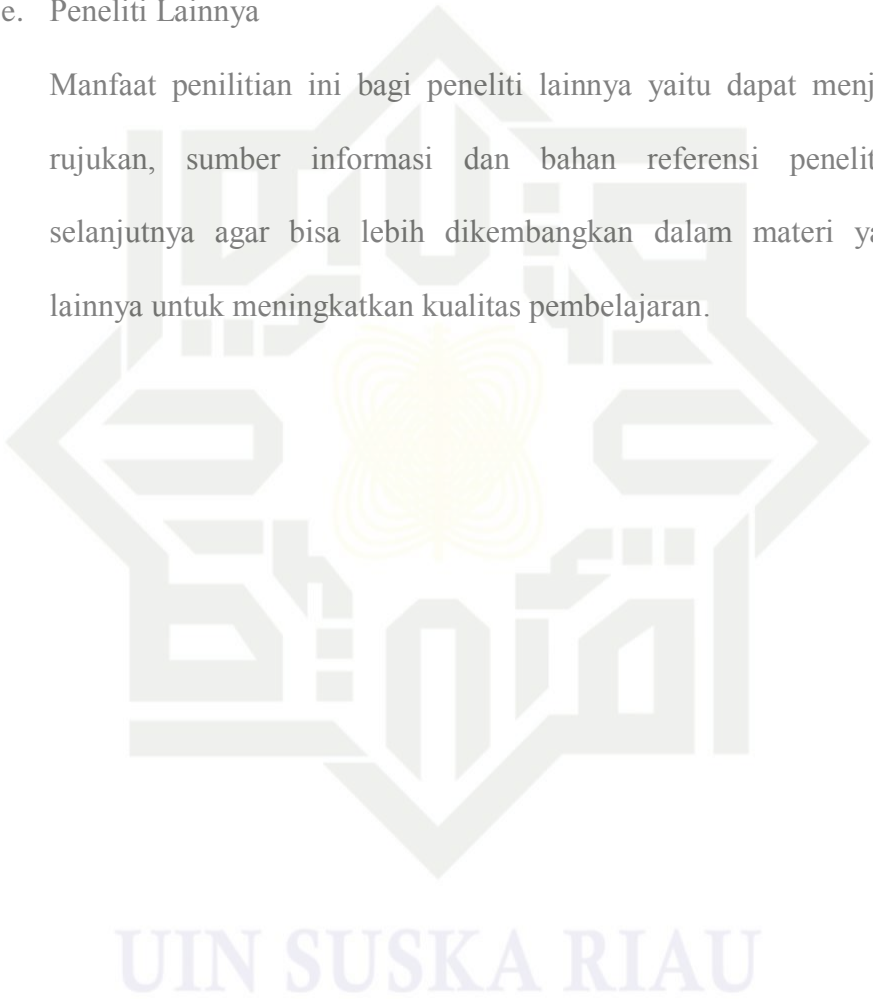 e. Peneliti Lainnya
Manfaat penilitian ini bagi peneliti lainnya yaitu dapat menj
rujukan, sumber informasi dan bahan referensi penelit
selanjutnya agar bisa lebih dikembangkan dalam materi ya
lainnya untuk meningkatkan kualitas pembelajaran.
UIN SUSKA RIAU